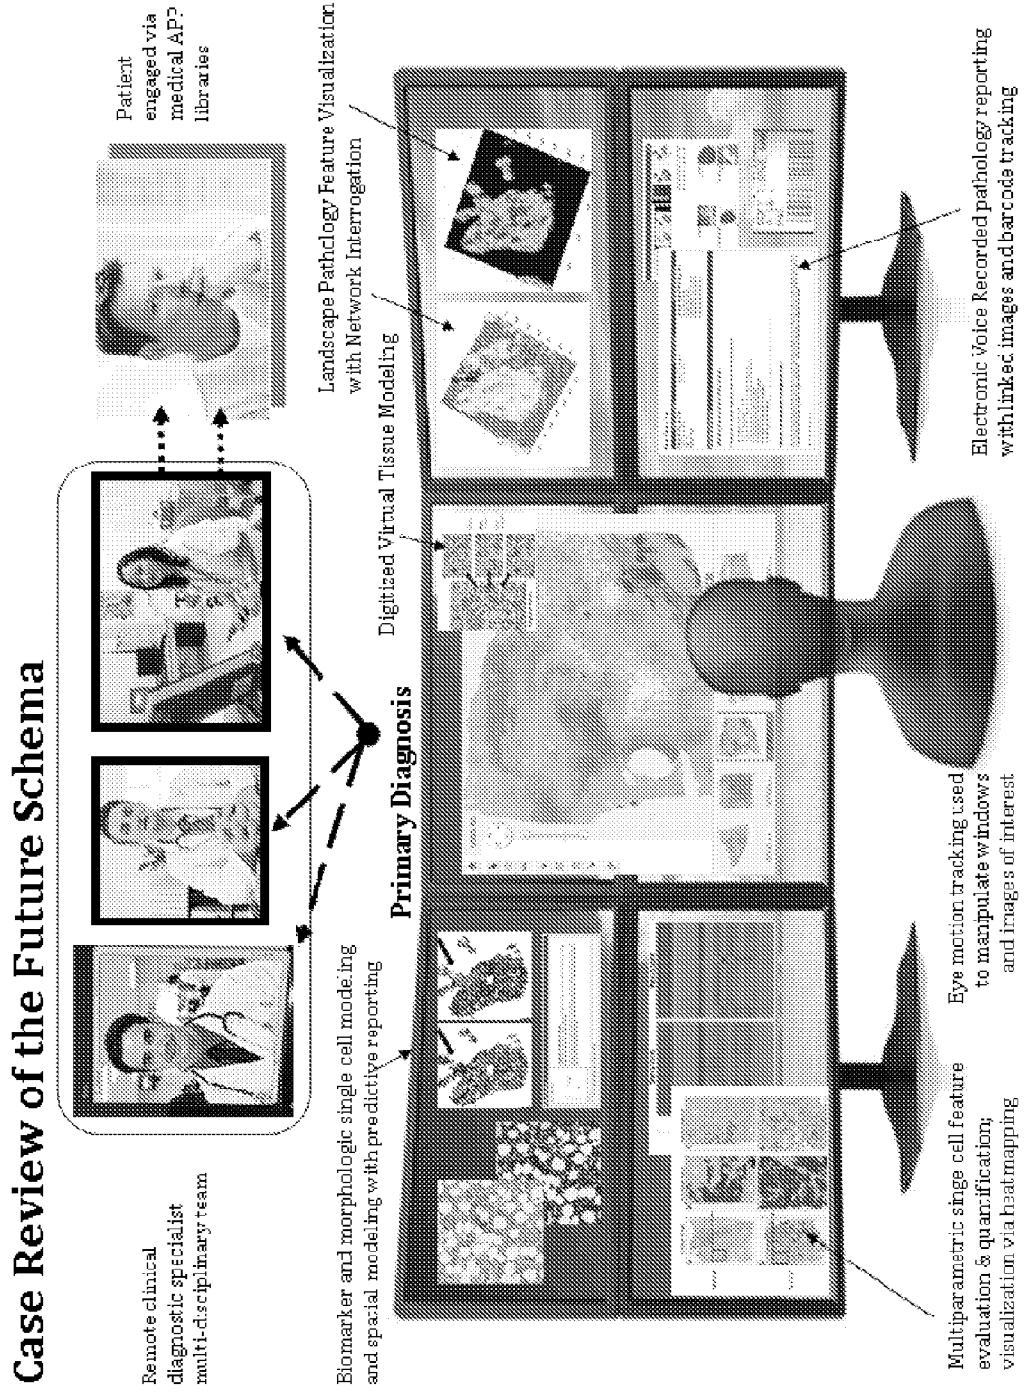 Case Review of the Future Schema
Remote clinical
diagnostic specialist
multi-disciplinary team
Patient
engaged via
medical APP
libraries
Primary Diagnosis
Biomarker and morphologic single cell modeling
and spatial modeling with predictive reporting
Digitized Virtual Tissue Modeling
Landscape Pathology Feature Visualization
with Network Interrogation
Multiparametric singe cell feature
evaluation & quantification;
visualization via heatmapping
Eye motion tracking used
to manipulate windows
and images of interest
Electronic Voice Recorded pathology reporting
with linked images and barcode tracking